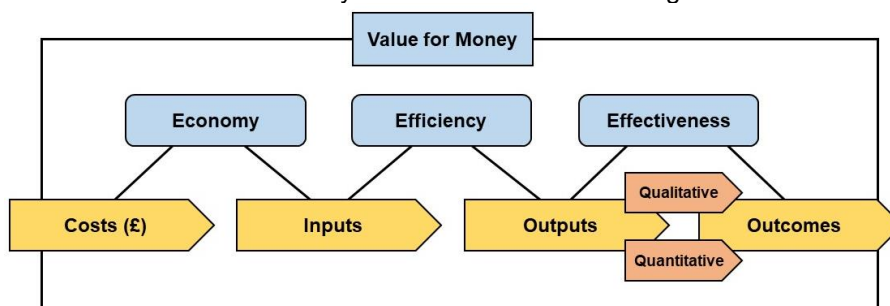 Value for Money
Economy
Efficiency
Effectiveness
Qualitative
Costs (£)
Inputs
Outputs
Outcomes
Quantitative